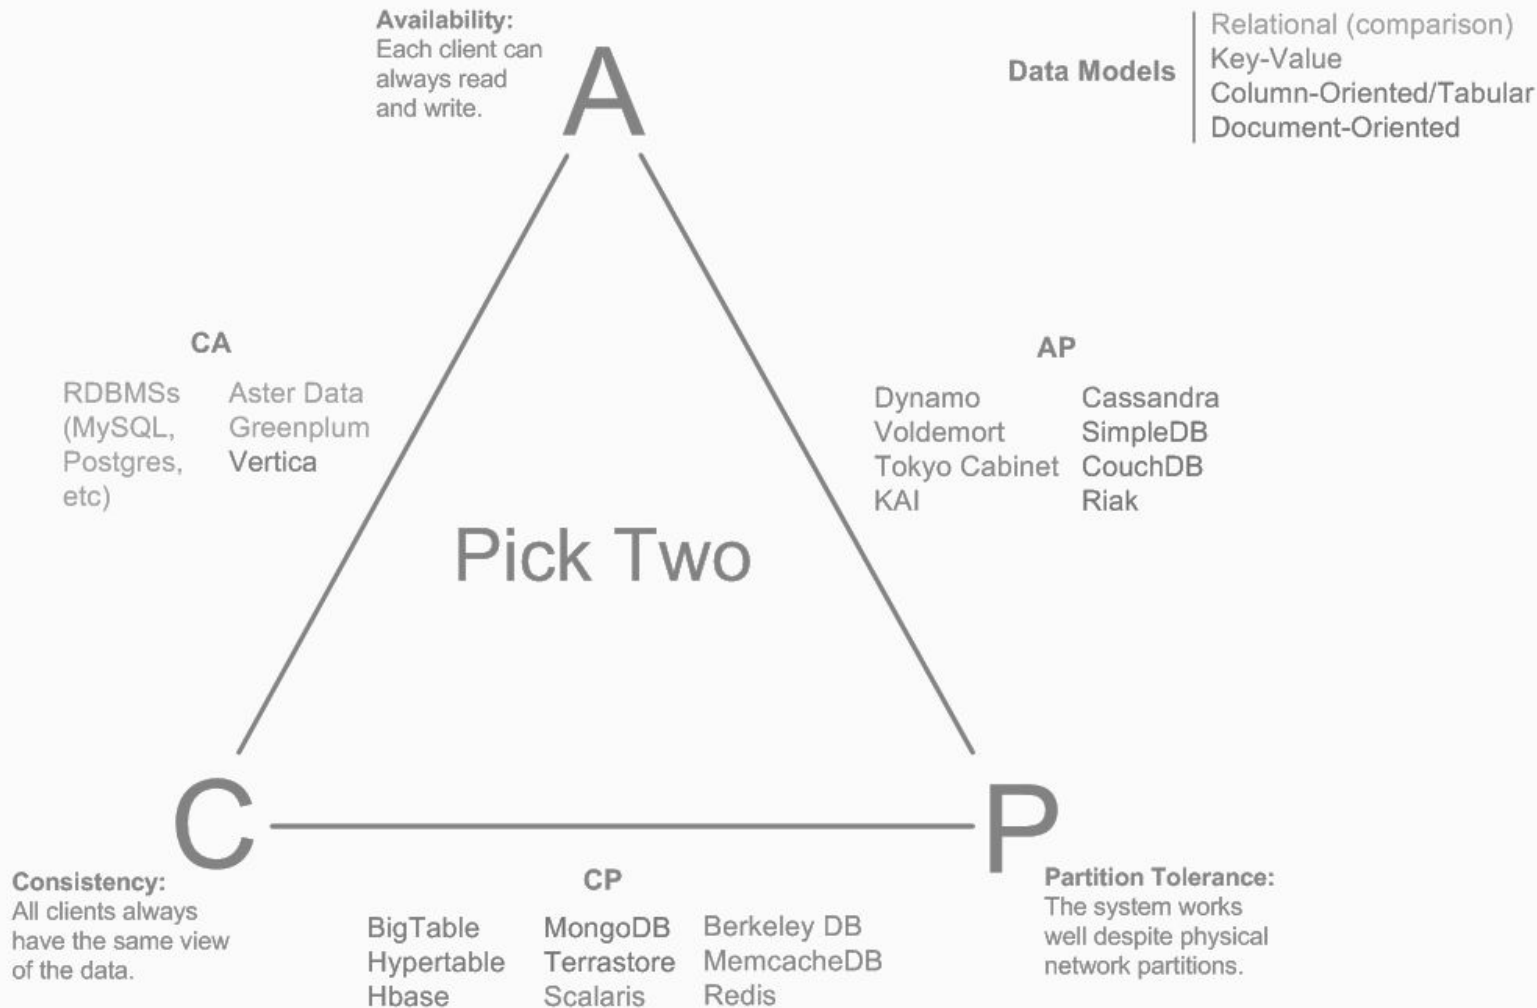 Availability:
Each client can
always read
and write.
A
Data Models
Relational (comparison)
Key-Value
Column-Oriented/Tabular
Document-Oriented
CA
RDBMSs
(MySQL,
Postgres,
etc)
Aster Data
Greenplum
Vertica
AP
Dynamo
Voldemort
Tokyo Cabinet
KAI
Cassandra
SimpleDB
CouchDB
Riak
Pick Two
C
P
Consistency:
All clients always
have the same view
of the data.
CP
BigTable
Hypertable
Hbase
MongoDB
Terrastore
Scalaris
Berkeley DB
MemcacheDB
Redis
Partition Tolerance:
The system works
well despite physical
network partitions.